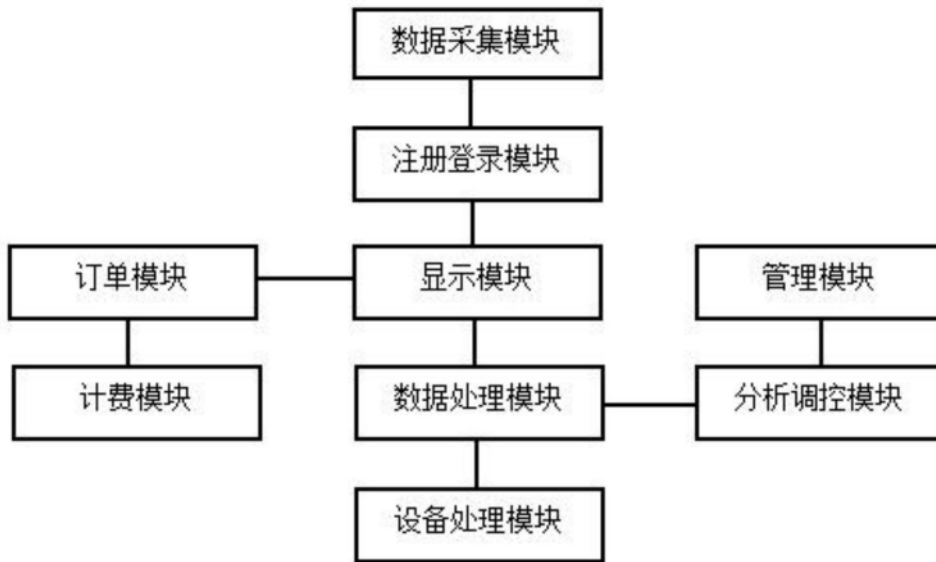 数据采集模块
注册登录模块
订单模块
显示模块
管理模块
计费模块
数据处理模块
分析调控模块
设备处理模块